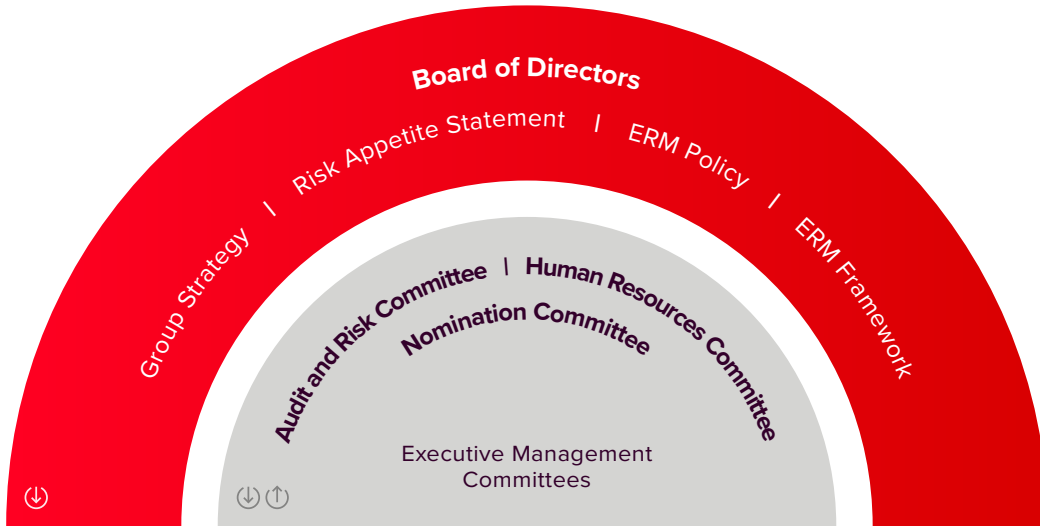 Board of Directors
Group Strategy | Risk Appetite Statement | ERM Policy | ERM Framework
Audit and Risk Committee | Human Resources Committee
Nomination Committee
Executive Management
Committees